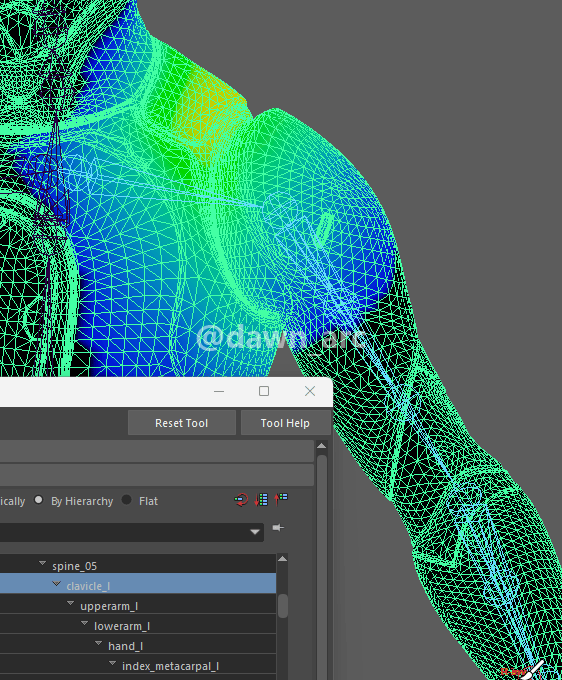 @dawn_arc
Reset Tool
Tool Help
ically
By Hierarchy
Flat
spine_05
clavicle_l
upperarm_l
lowerarm_l
hand_l
index_metacarpal_l